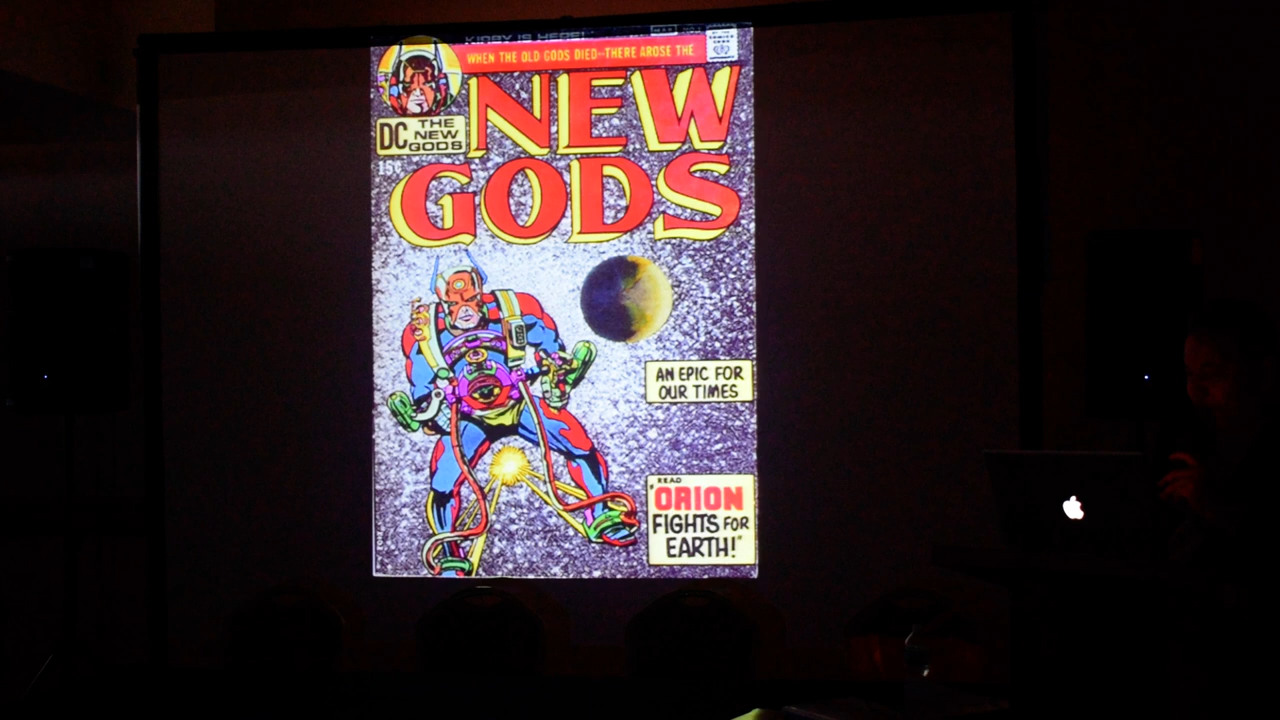 KIRBY IS HERE!
WHEN THE OLD GODS DIED--THERE AROSE THE
NEW
GODS
DC THE
NEW
GODS
15¢
AN EPIC FOR
OUR TIMES
"READ
ORION
FIGHTS FOR
EARTH!"